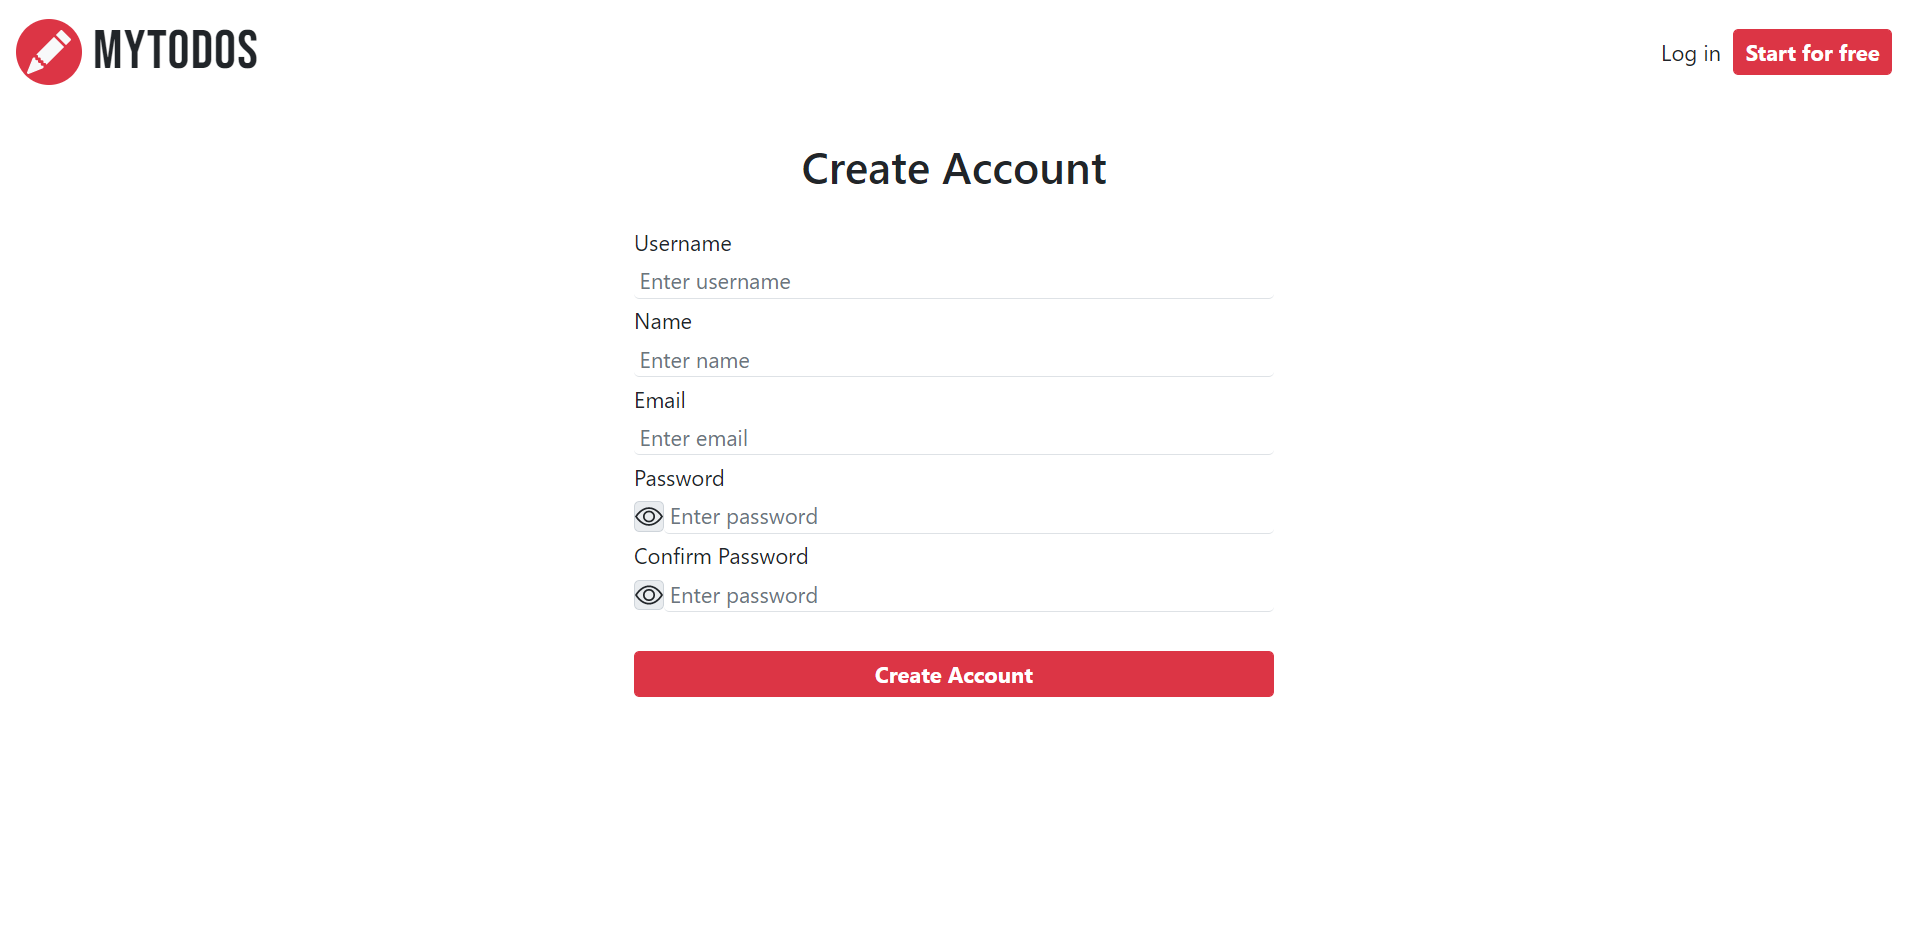 MYTODOS
Log in
Start for free
Create Account
Username
Enter username
Name
Enter name
Email
Enter email
Password
Enter password
Confirm Password
Enter password
Create Account